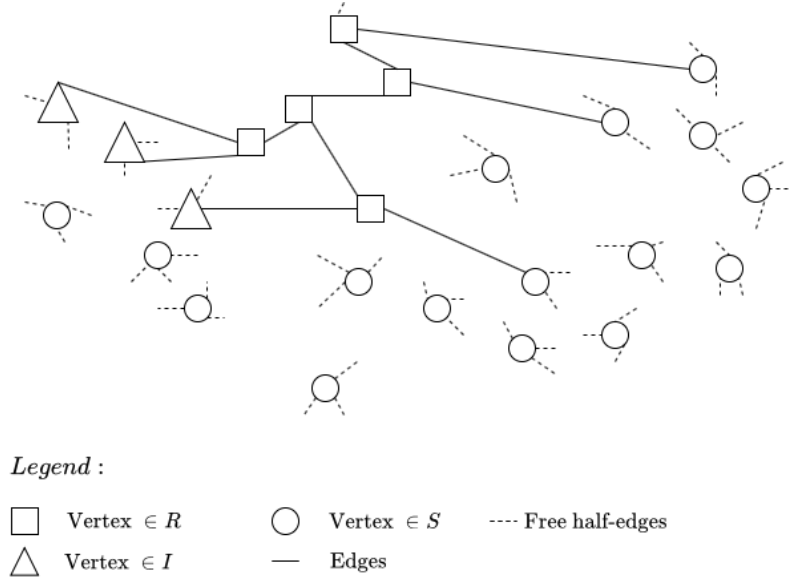 Legend :
Vertex ∈ R
Vertex ∈ S
Free half-edges
Vertex ∈ I
Edges